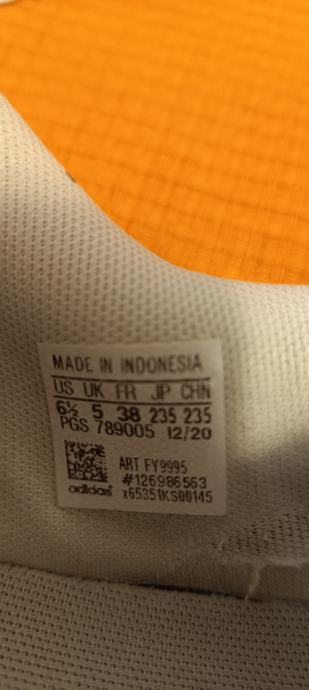 MADE IN INDONESIA
US UK FR JP CHN
6½ 5 38 235 235
PGS 789005 12/20
ART FY9995
#126986563
adidas x65351KS00145